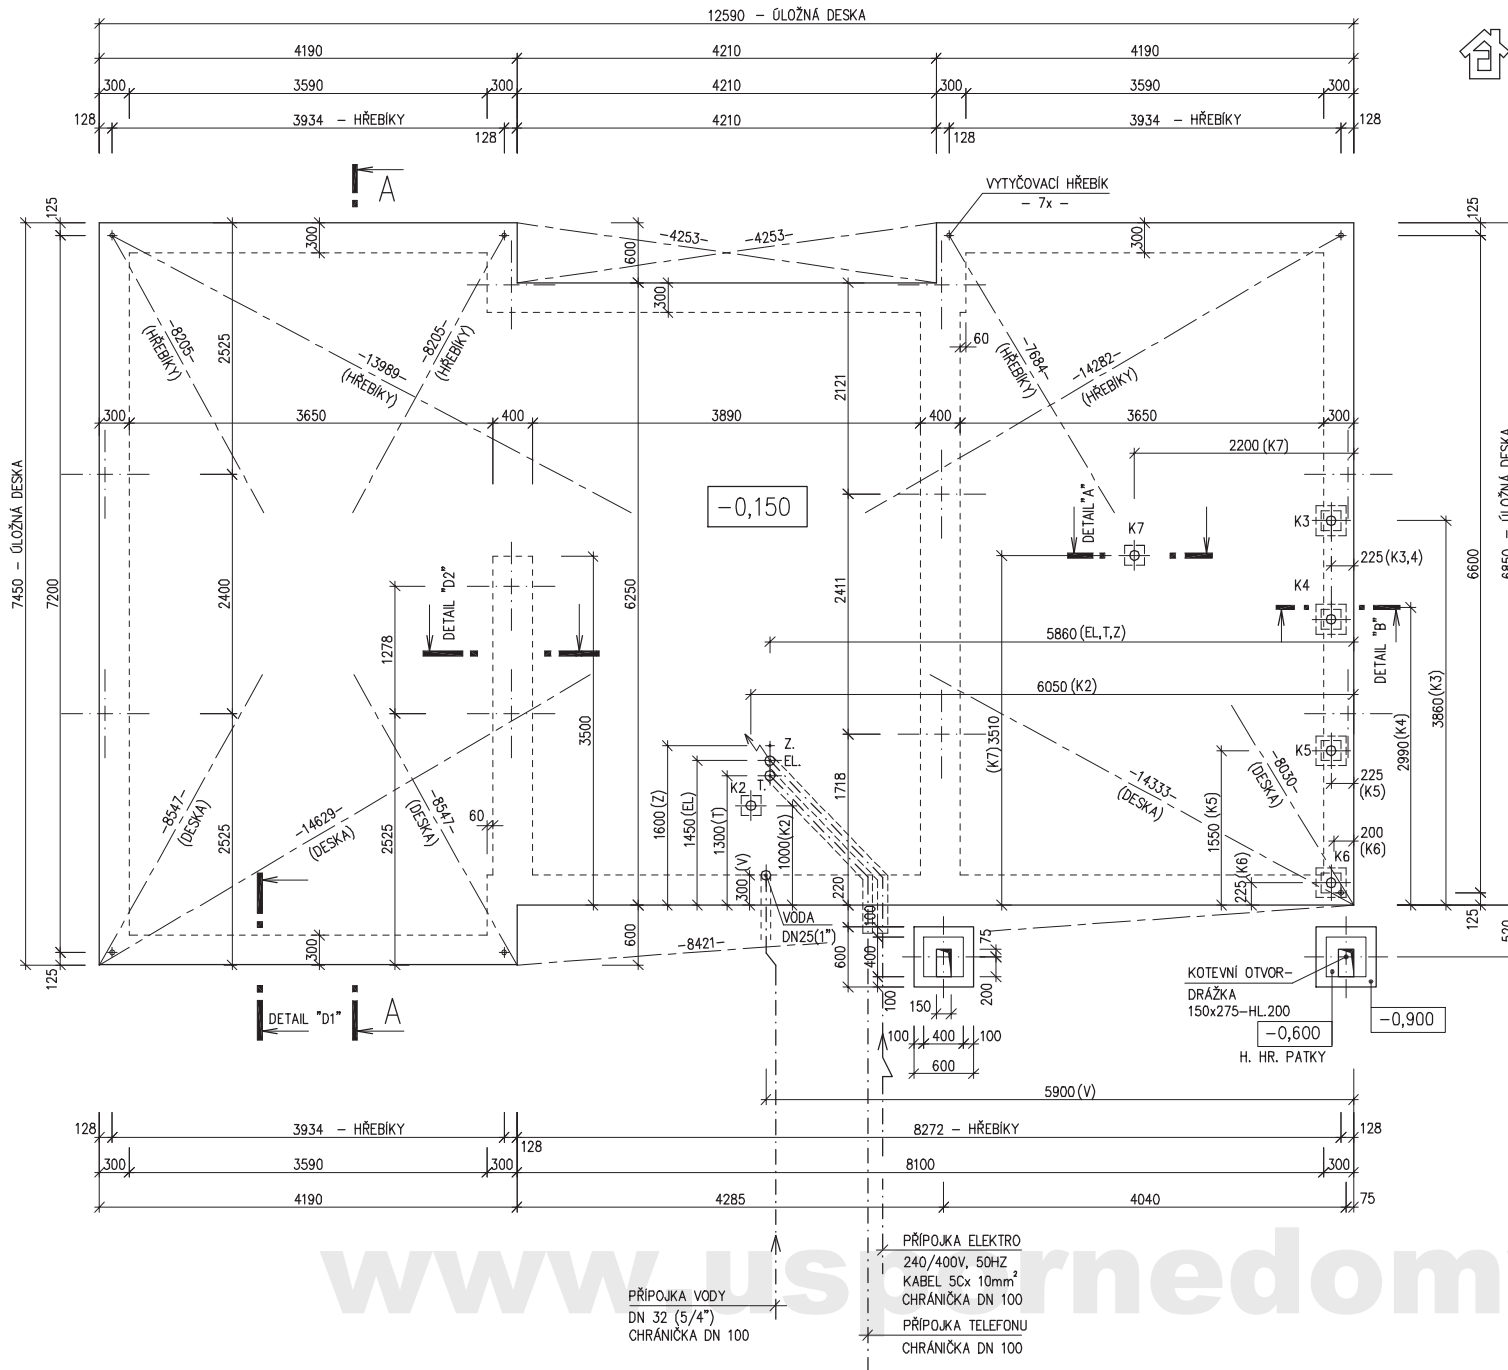 12590 - ÚLOŽNÁ DESKA
4190 4210 4190
300 3590 300 4210 300 3590 300
128 3934 - HŘEBÍKY 128 4210 128 3934 - HŘEBÍKY 128
A
VYTYČOVACÍ HŘEBÍK
- 7x -
125
300
600
-4253- -4253-
300
125
300
-8205-
(HŘEBÍKY)
2525
-13989-
(HŘEBÍKY)
-8205-
(HŘEBÍKY)
60
-7684-
(HŘEBÍKY)
-14282-
(HŘEBÍKY)
2121
300 3650 400 3890 400 3650 300
2200 (K7)
7450 - ÚLOŽNÁ DESKA
7200
-0,150
DETAIL "A"
K7
K3
225 (K3,4)
K4
6600
6850 - ÚLOŽNÁ DESKA
2400
1278
DETAIL "D2"
6250
2411
5860 (EL,T,Z)
DETAIL "B"
6050 (K2)
3860 (K3)
2990 (K4)
3500
(K7) 3510
Z.
EL.
T.
K2
K5
225
(K5)
-8547-
(DESKA)
-14629-
(DESKA)
-8547-
(DESKA)
60
2525
2525
1600 (Z)
1450 (EL)
1300 (T)
1000 (K2)
300 (V)
1718
-14333-
(DESKA)
-8030-
(DESKA)
1550 (K5)
200
(K6)
K6
225 (K6)
220
100
VODA
DN25(1")
125
300
600
-8421-
600
400
100
75
200
150
125
520
DETAIL "D1"
A
KOTEVNÍ OTVOR-
DRÁŽKA
150x275-HL.200
-0,600
-0,900
H. HR. PATKY
100 400 100
600
5900 (V)
128 3934 - HŘEBÍKY 128 8272 - HŘEBÍKY 128
300 3590 300 8100 300
4190 4285 4040 75
www.uspornedom
PŘÍPOJKA ELEKTRO
240/400V, 50HZ
KABEL 5Cx 10mm²
CHRÁNIČKA DN 100
PŘÍPOJKA VODY
DN 32 (5/4")
CHRÁNIČKA DN 100
PŘÍPOJKA TELEFONU
CHRÁNIČKA DN 100